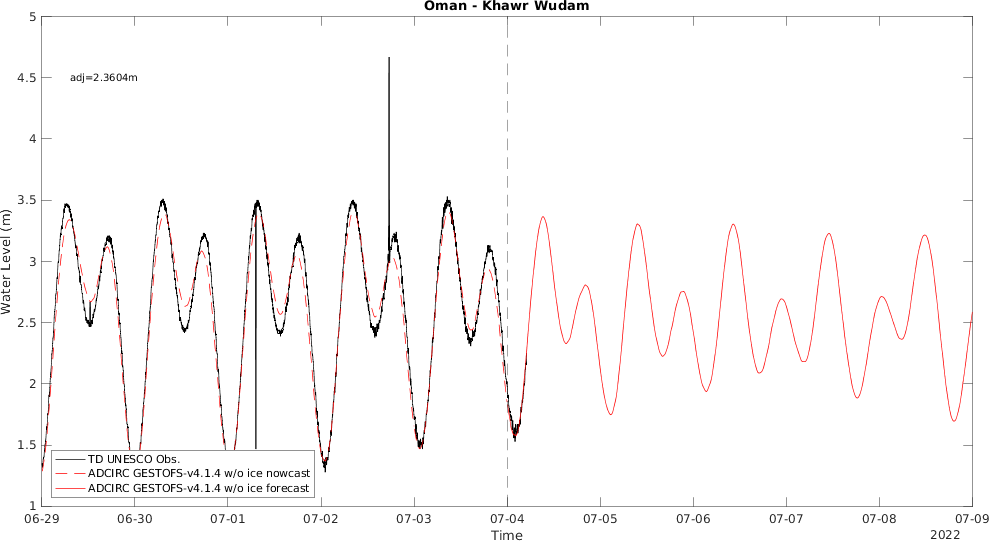 Oman - Khawr Wudam
5
4.5
4
3.5
3
2.5
2
1.5
1
Water Level (m)
adj=2.3604m
TD UNESCO Obs.
ADCIRC GESTOFS-v4.1.4 w/o ice nowcast
ADCIRC GESTOFS-v4.1.4 w/o ice forecast
06-29 06-30 07-01 07-02 07-03 07-04 07-05 07-06 07-07 07-08 07-09
Time
2022